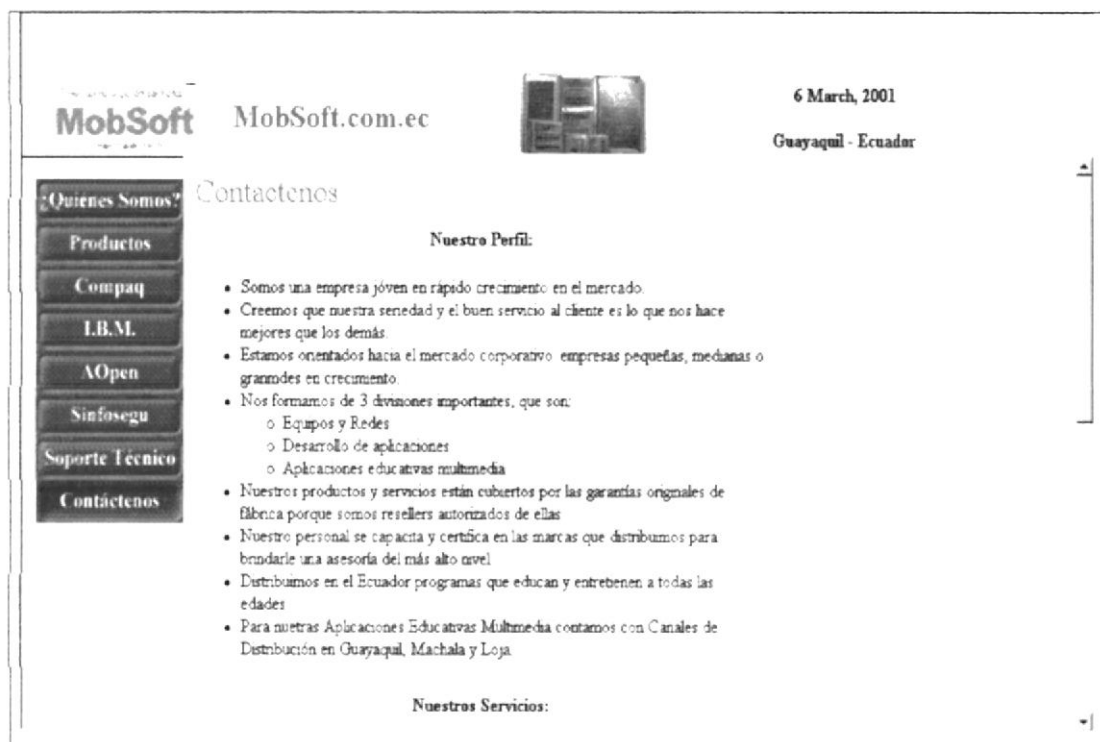 MobSoft
MobSoft.com.ec
6 March, 2001
Guayaquil - Ecuador
¿Quiénes Somos?
Productos
Compaq
I.B.M.
AOpen
Sinfosegu
Soporte Técnico
Contáctenos
Contactenos
Nuestro Perfil:
• Somos una empresa jóven en rápido crecimiento en el mercado.
• Creemos que nuestra seriedad y el buen servicio al cliente es lo que nos hace
mejores que los demás.
• Estamos orientados hacia el mercado corporativo empresas pequeñas, medianas o
granndes en crecimiento.
• Nos formamos de 3 divisiones importantes, que son:
o Equipos y Redes
o Desarrollo de aplicaciones
o Aplicaciones educativas multimedia
• Nuestros productos y servicios están cubiertos por las garantías originales de
fábrica porque somos resellers autorizados de ellas
• Nuestro personal se capacita y certifica en las marcas que distribuimos para
brindarle una asesoría del más alto nivel
• Distribuimos en el Ecuador programas que educan y entretienen a todas las
edades
• Para nuetras Aplicaciones Educativas Multimedia contamos con Canales de
Distribución en Guayaquil, Machala y Loja
Nuestros Servicios: